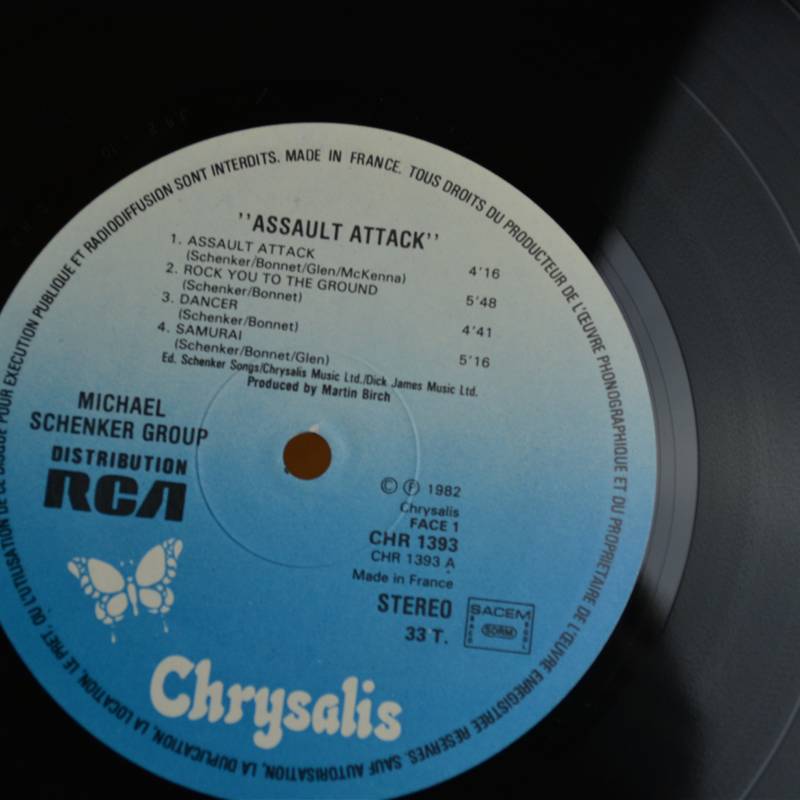 MADE IN FRANCE. TOUS DROITS DU PRODUCTEUR DE L'ŒUVRE PHONOGRAPHIQUE ET DU PROPRIETAIRE DE L'ŒUVRE ENREGISTREE RESERVES. SAUF AUTORISATION, LA DUPLICATION, LA LOCATION, LE PRET, OU L'UTILISATION DE CE DISQUE POUR EXECUTION PUBLIQUE ET RADIODIFFUSION SONT INTERDITS.
''ASSAULT ATTACK''
1. ASSAULT ATTACK 4'16
(Schenker/Bonnet/Glen/McKenna)
2. ROCK YOU TO THE GROUND 5'48
(Schenker/Bonnet)
3. DANCER 4'41
(Schenker/Bonnet)
4. SAMURAI 5'16
(Schenker/Bonnet/Glen)
Ed. Schenker Songs/Chrysalis Music Ltd./Dick James Music Ltd.
Produced by Martin Birch
MICHAEL
SCHENKER GROUP
DISTRIBUTION
RCA
© Ⓟ 1982
Chrysalis
FACE 1
CHR 1393
CHR 1393 A
Made in France
STEREO
33 T.
SACEM
SACD
SDRM
SGDL
Chrysalis